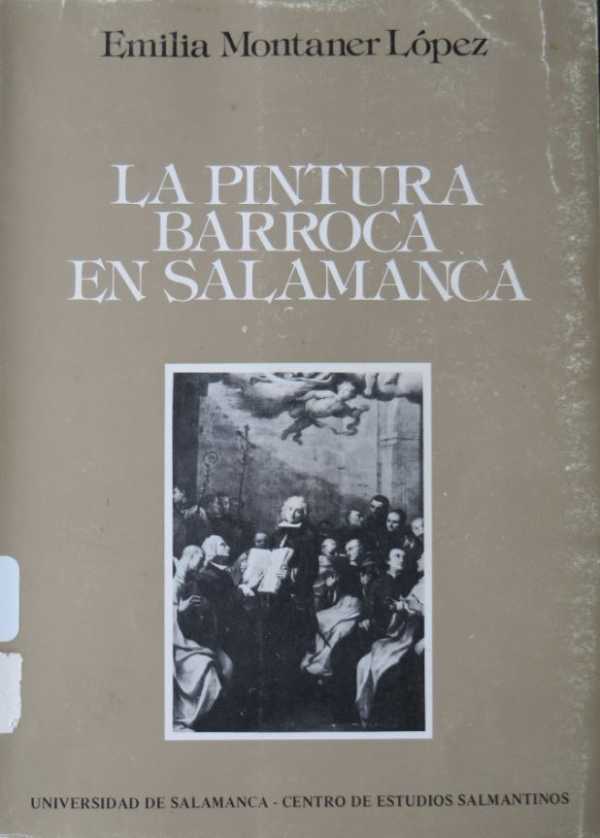 Emilia Montaner López
LA PINTURA
BARROCA
EN SALAMANCA
UNIVERSIDAD DE SALAMANCA - CENTRO DE ESTUDIOS SALMANTINOS